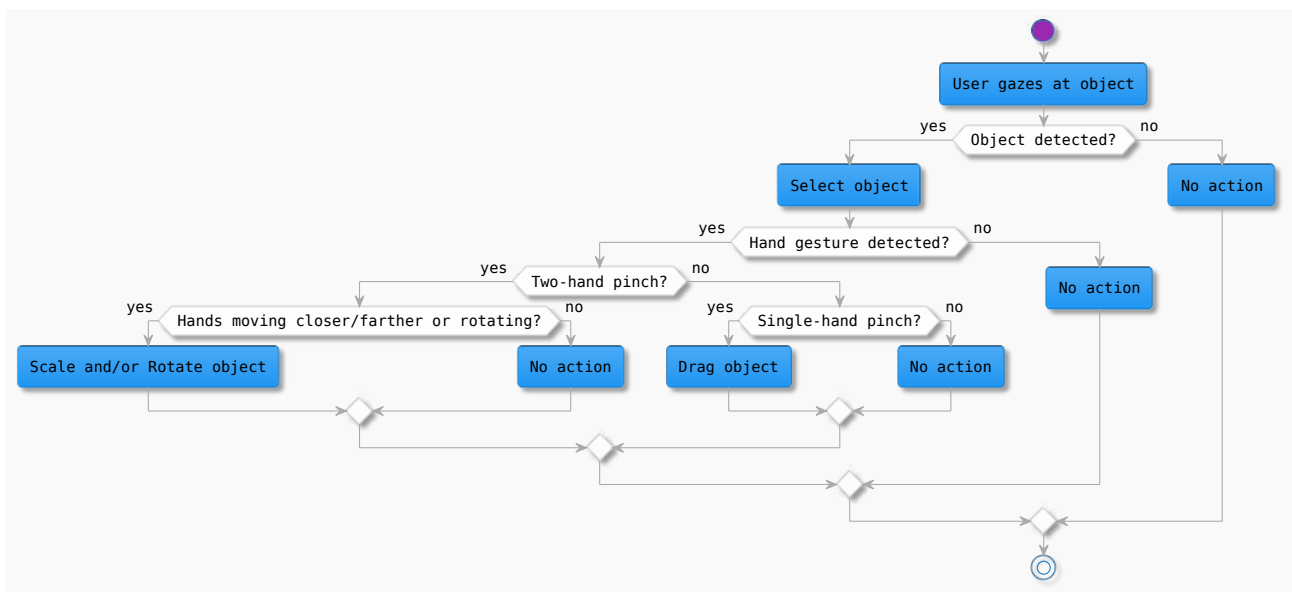 User gazes at object
yes
Object detected?
no
Select object
No action
yes
Hand gesture detected?
no
yes
Two-hand pinch?
no
No action
yes
Hands moving closer/farther or rotating?
no
yes
Single-hand pinch?
no
Scale and/or Rotate object
No action
Drag object
No action